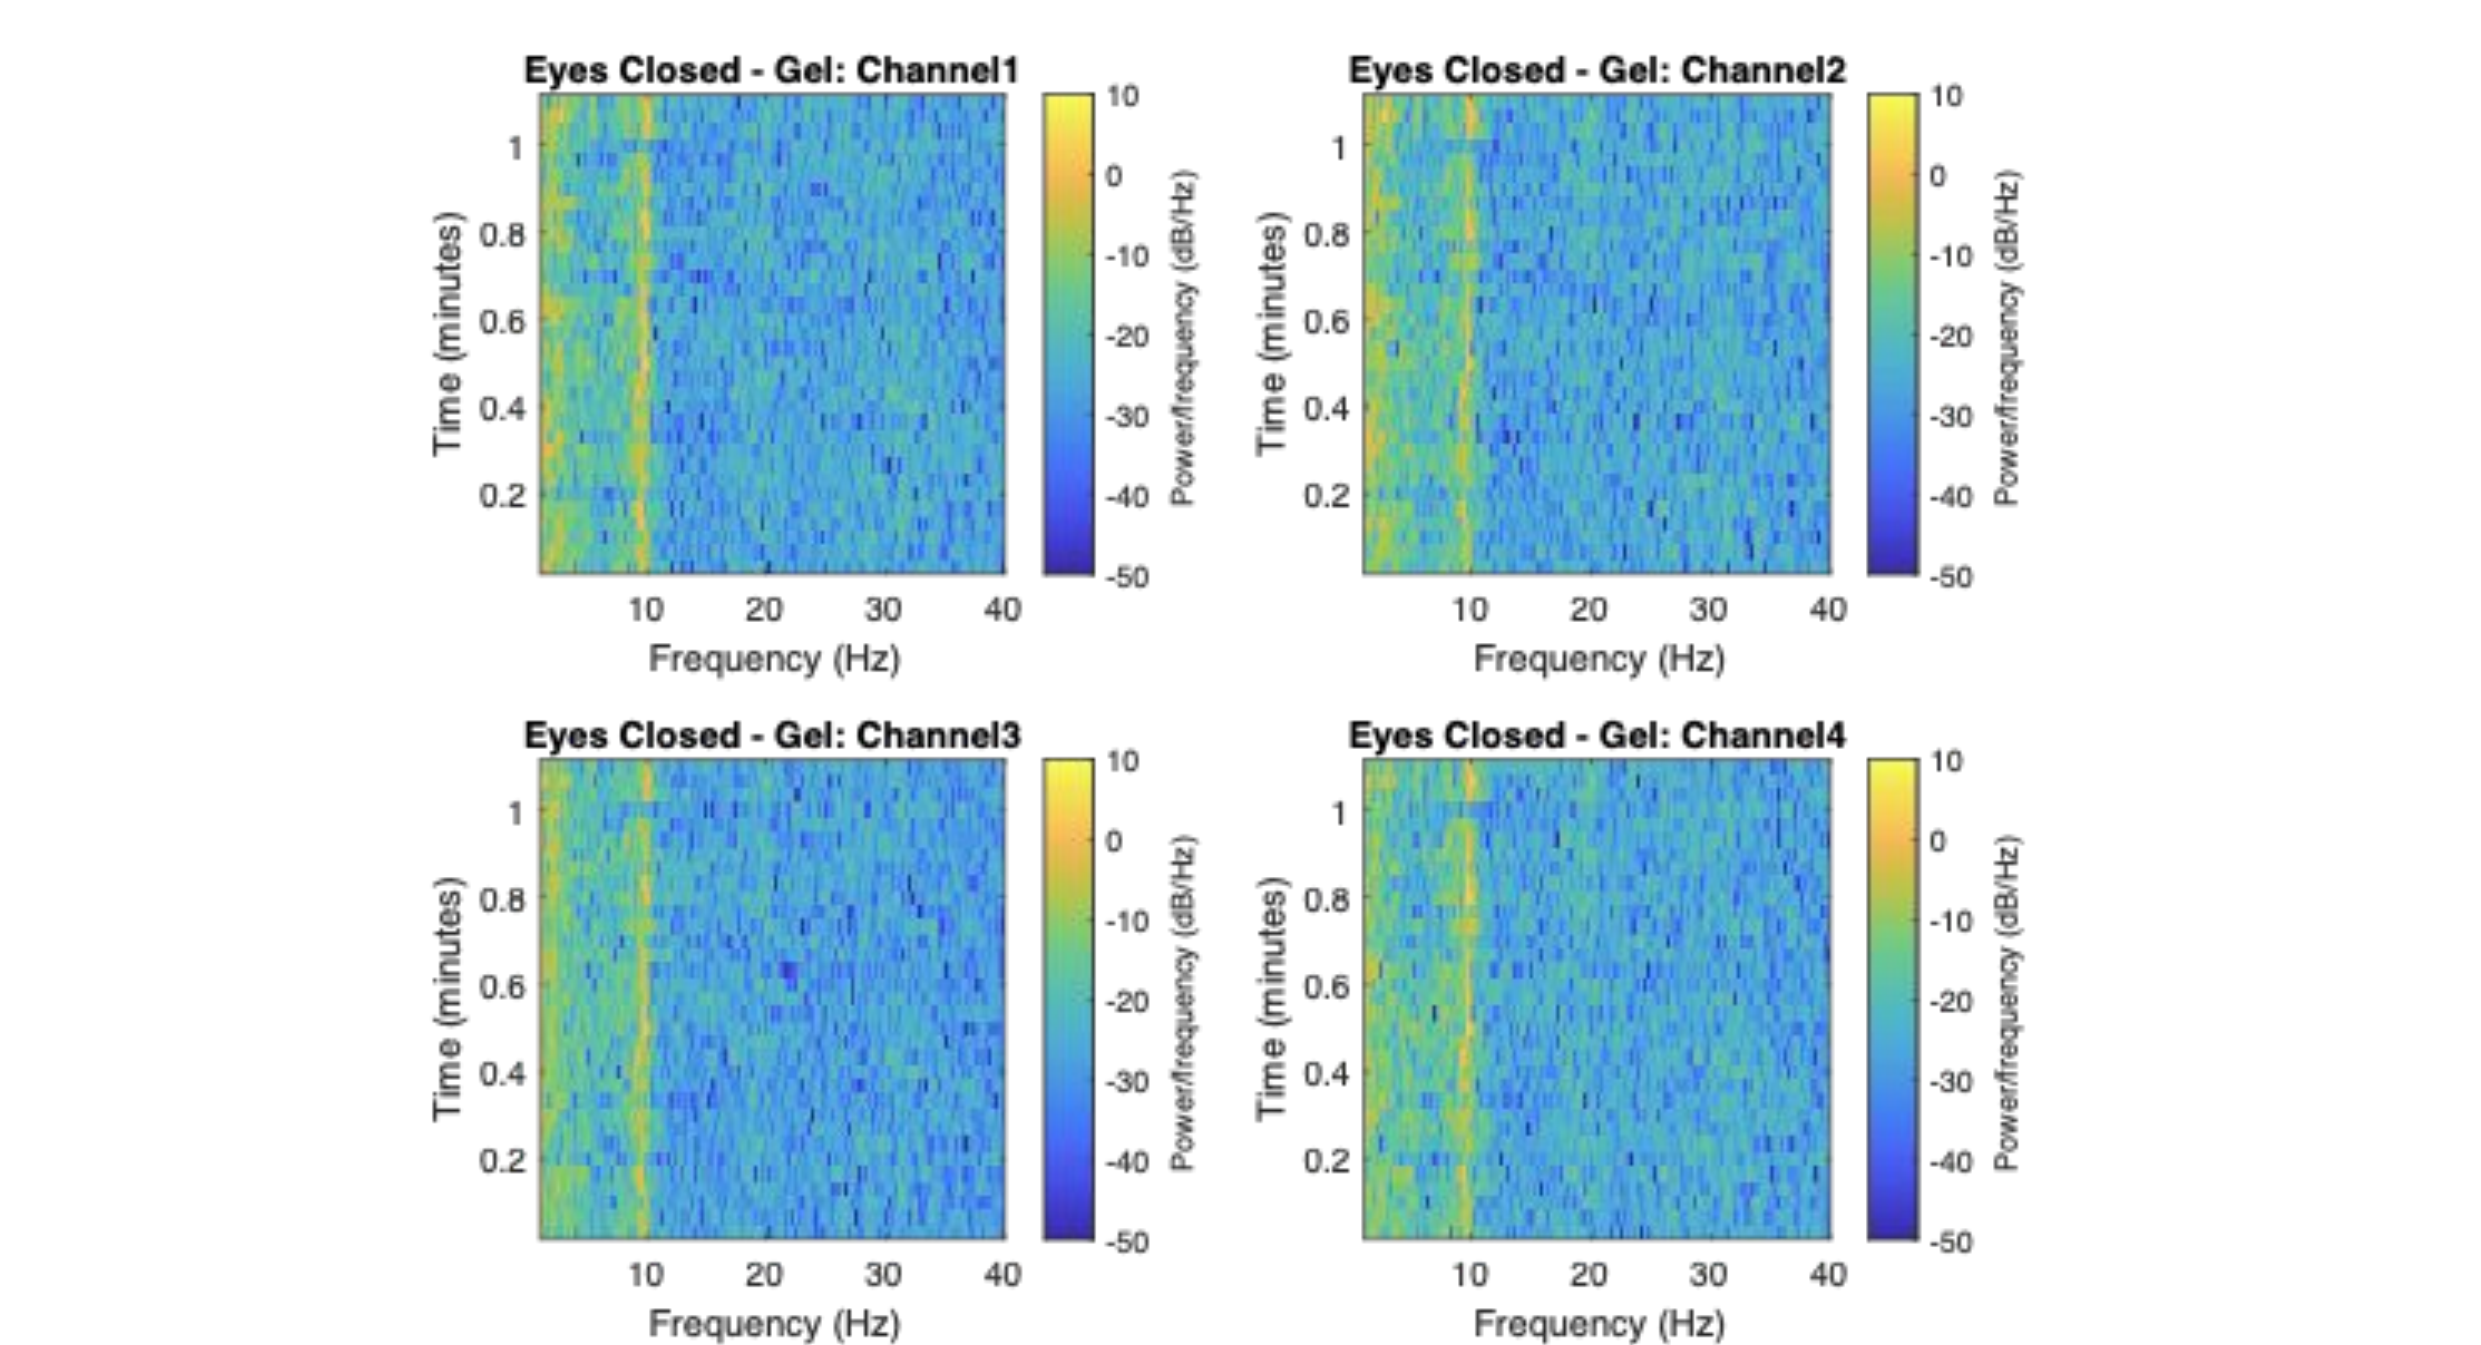 Eyes Closed - Gel: Channel1
10
0
-10
-20
-30
-40
-50
Power/frequency (dB/Hz)
1
0.8
0.6
0.4
0.2
Time (minutes)
10 20 30 40
Frequency (Hz)
Eyes Closed - Gel: Channel2
10
0
-10
-20
-30
-40
-50
Power/frequency (dB/Hz)
1
0.8
0.6
0.4
0.2
Time (minutes)
10 20 30 40
Frequency (Hz)
Eyes Closed - Gel: Channel3
10
0
-10
-20
-30
-40
-50
Power/frequency (dB/Hz)
1
0.8
0.6
0.4
0.2
Time (minutes)
10 20 30 40
Frequency (Hz)
Eyes Closed - Gel: Channel4
10
0
-10
-20
-30
-40
-50
Power/frequency (dB/Hz)
1
0.8
0.6
0.4
0.2
Time (minutes)
10 20 30 40
Frequency (Hz)